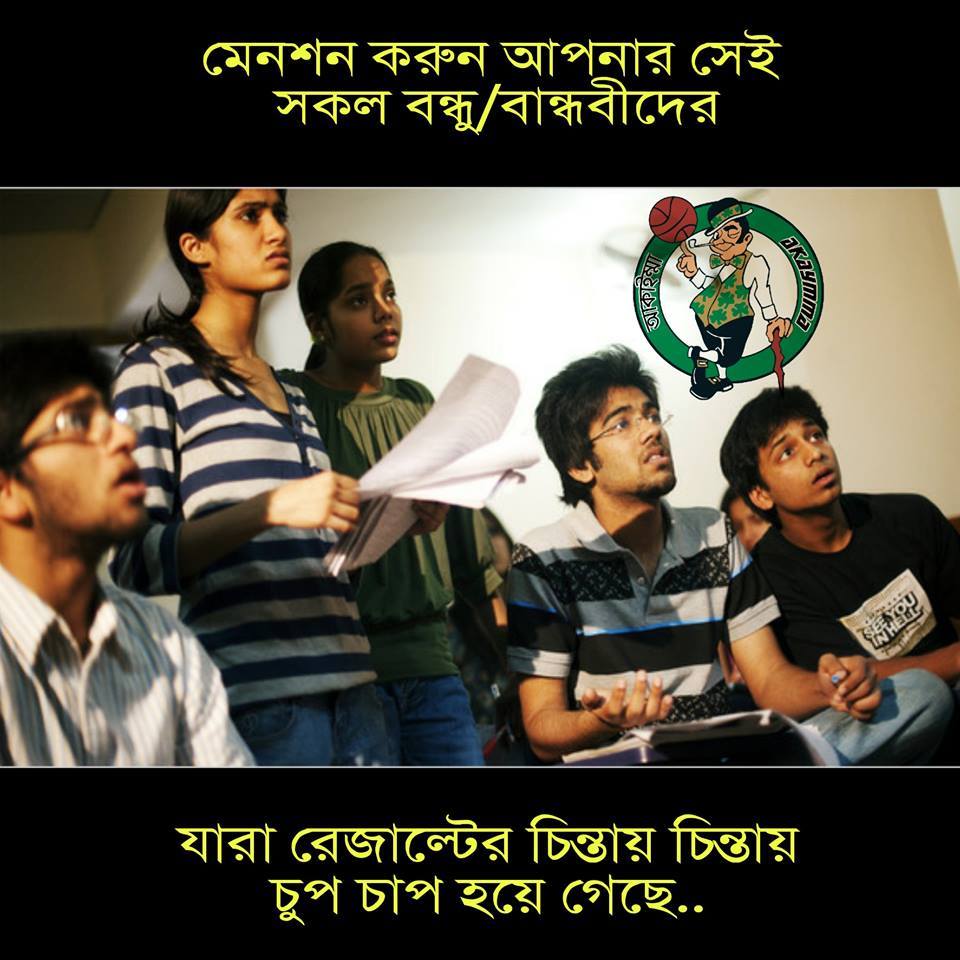 মেনশন করুন আপনার সেই
সকল বন্ধু/বান্ধবীদের
আকাইম্মা
akaymma
SEE YOU
IN HELL
যারা রেজাল্টের চিন্তায় চিন্তায়
চুপ চাপ হয়ে গেছে..